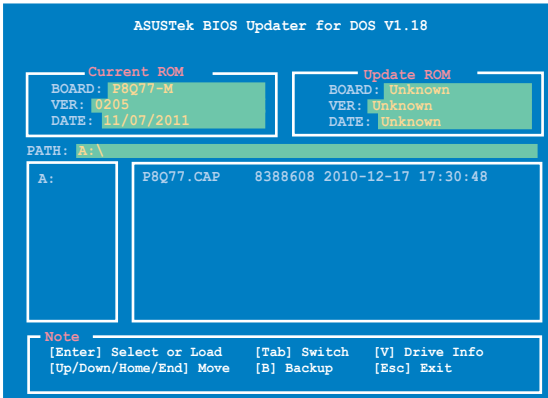 ASUSTek BIOS Updater for DOS V1.18
Current ROM
BOARD: P8Q77-M
VER: 0205
DATE: 11/07/2011
Update ROM
BOARD: Unknown
VER: Unknown
DATE: Unknown
PATH: A:\
A:
P8Q77.CAP 8388608 2010-12-17 17:30:48
Note
[Enter] Select or Load [Tab] Switch [V] Drive Info
[Up/Down/Home/End] Move [B] Backup [Esc] Exit